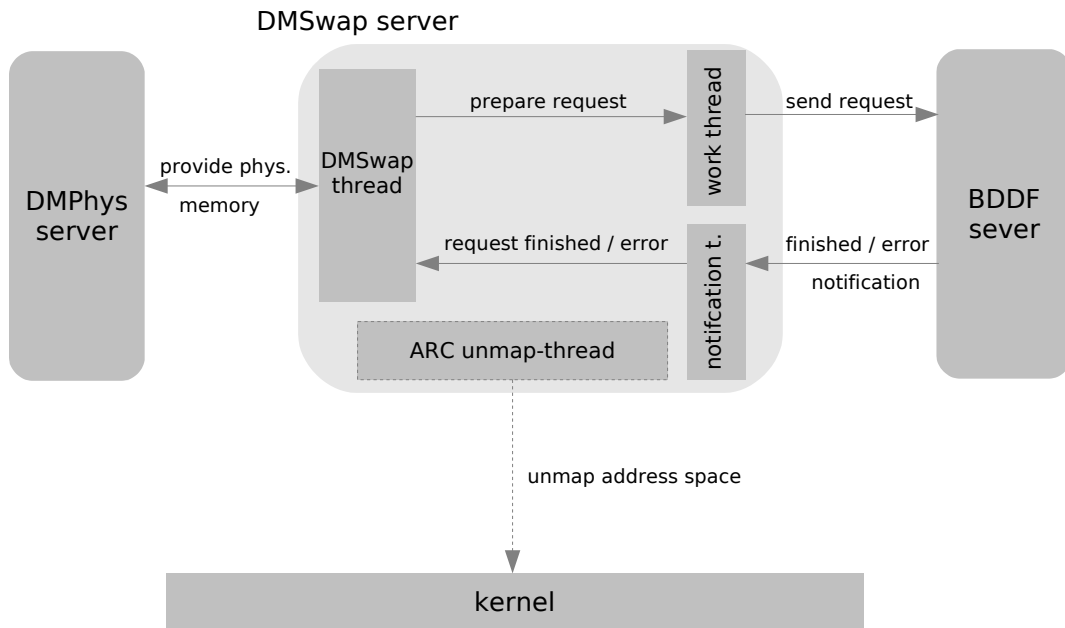 DMSwap server
prepare request
send request
work thread
DMSwap
thread
provide phys.
memory
DMPhys
server
BDDF
sever
request finished / error
finished / error
notification
notifcation t.
ARC unmap-thread
unmap address space
kernel